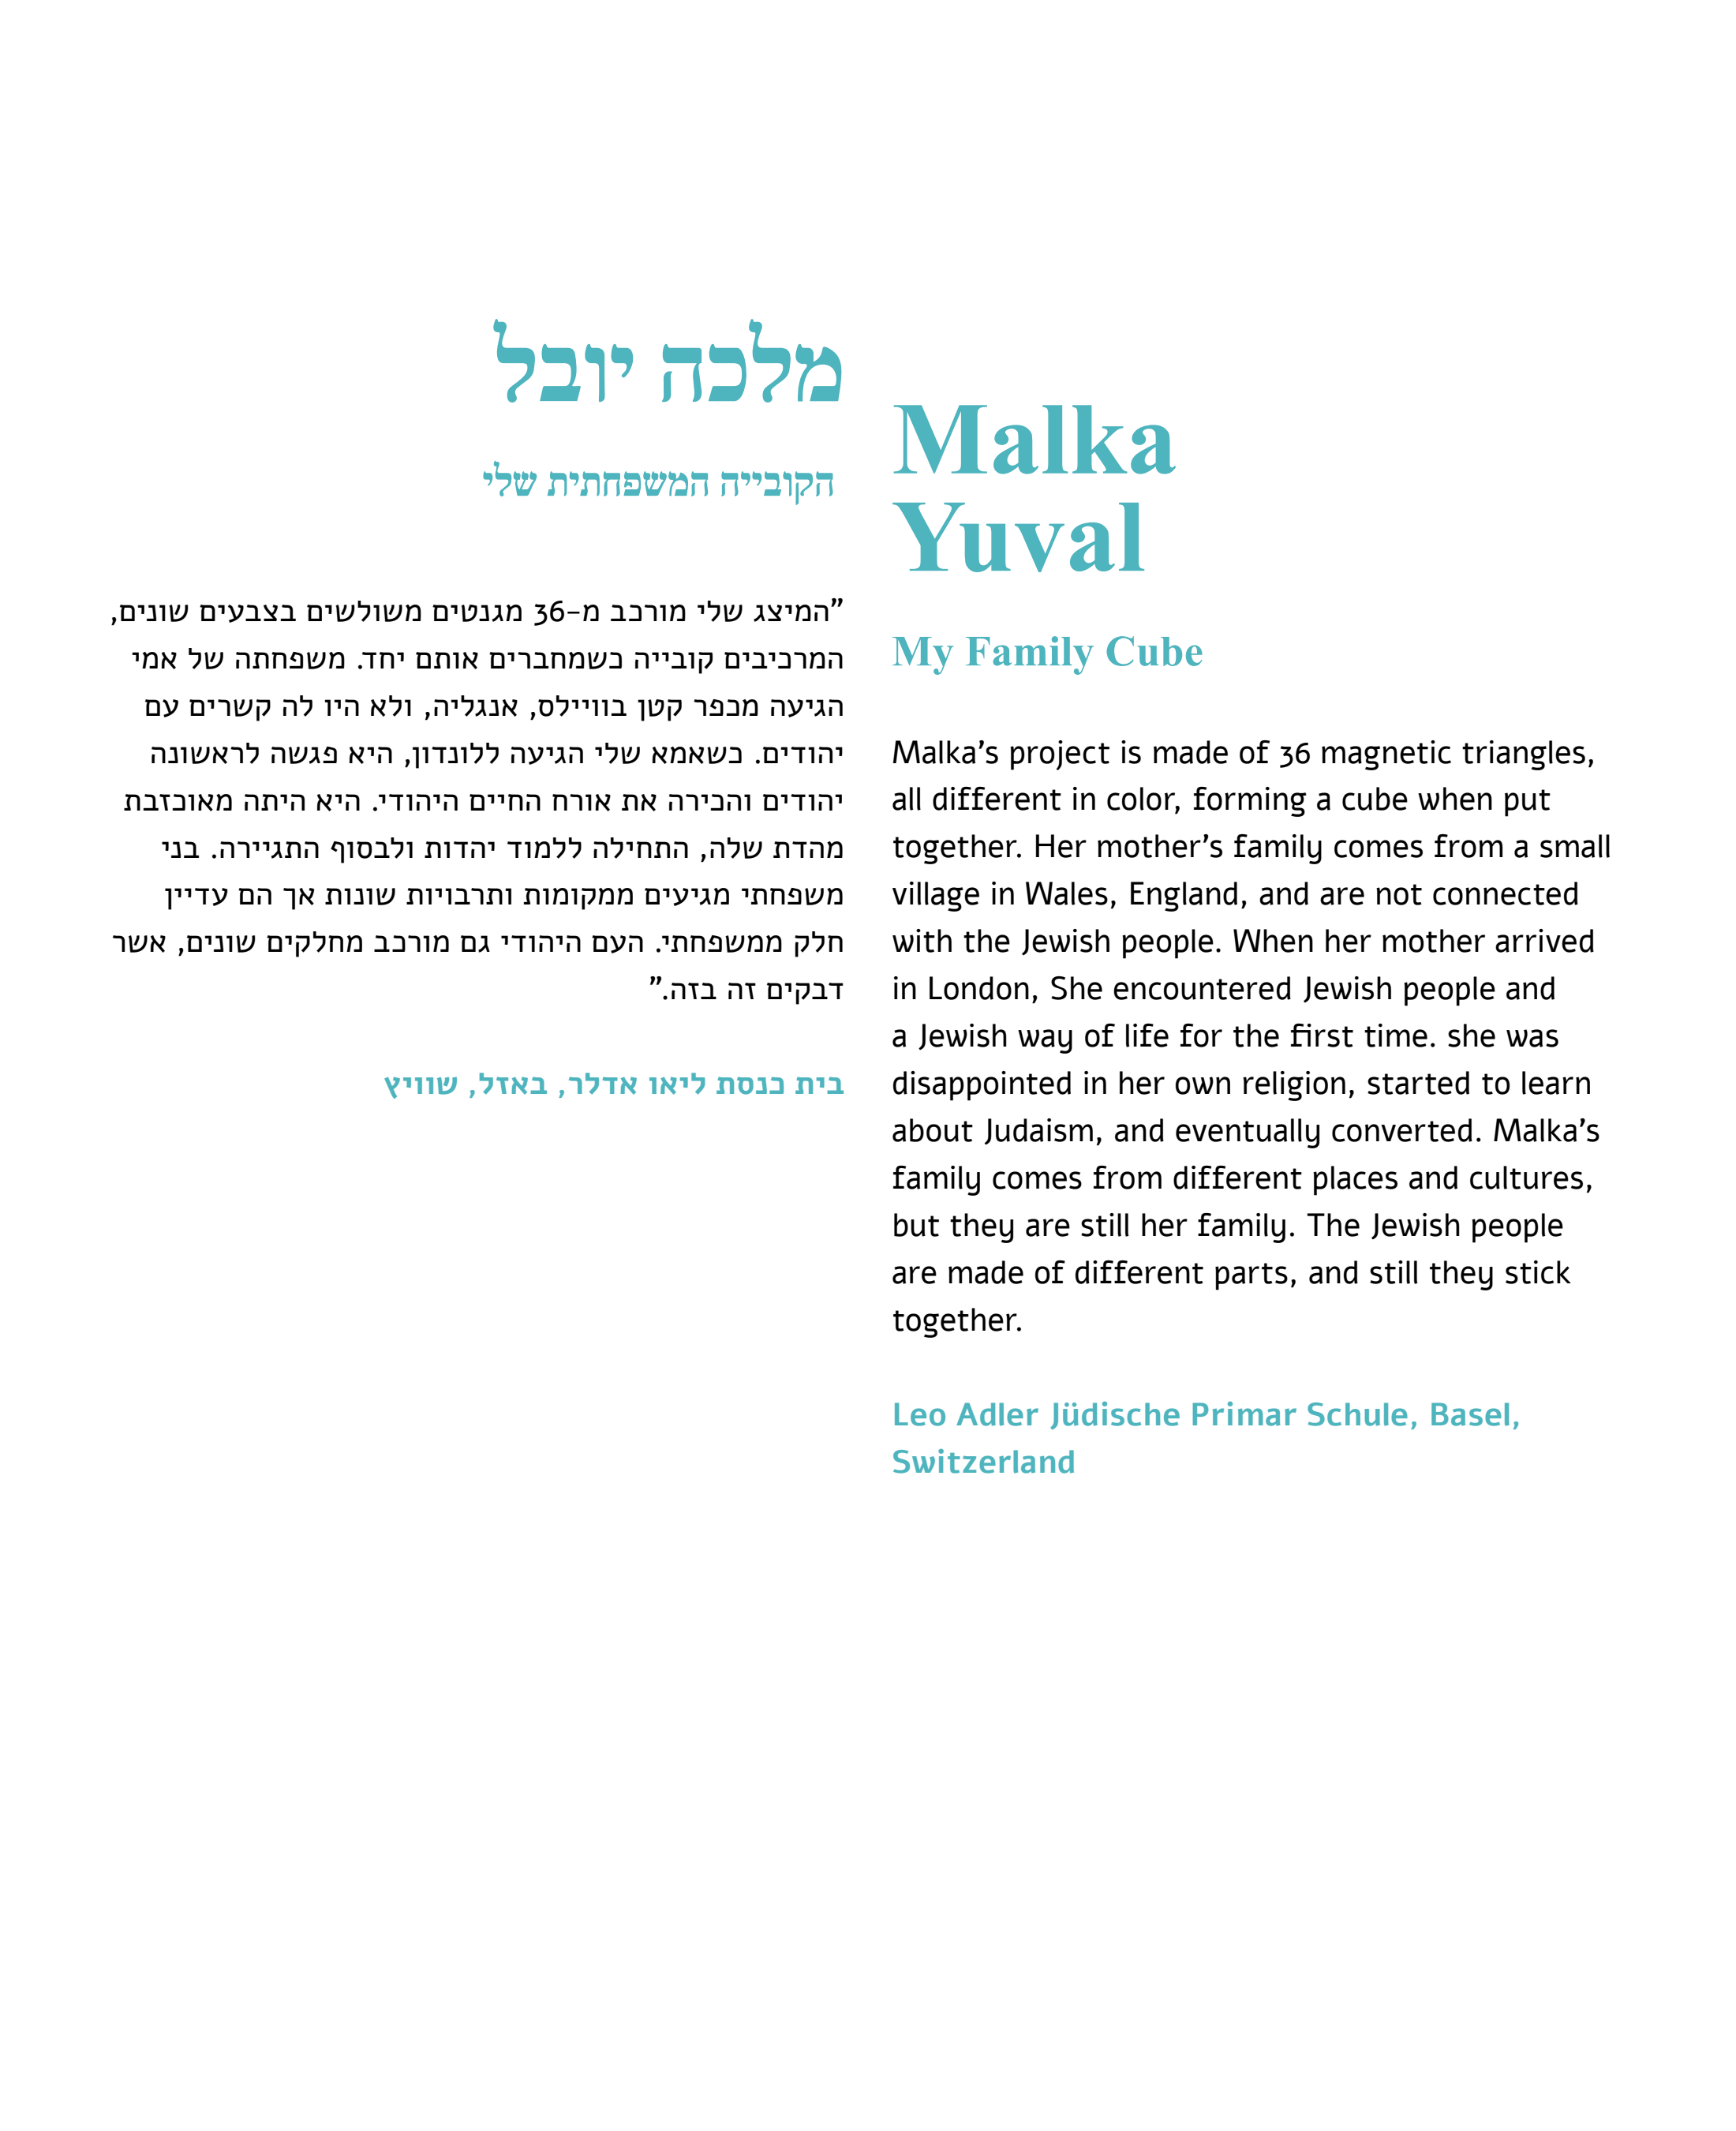 מלכה יובל
הקובייה המשפחתית שלי
"המיצג שלי מורכב מ-36 מגנטים משולשים בצבעים שונים,
המרכיבים קובייה כשמחברים אותם יחד. משפחתה של אמי
הגיעה מכפר קטן בוויילס, אנגליה, ולא היו לה קשרים עם
יהודים. כשאמא שלי הגיעה ללונדון, היא פגשה לראשונה
יהודים והכירה את אורח החיים היהודי. היא היתה מאוכזבת
מהדת שלה, התחילה ללמוד יהדות ולבסוף התגיירה. בני
משפחתי מגיעים ממקומות ותרבויות שונות אך הם עדיין
חלק ממשפחתי. העם היהודי גם מורכב מחלקים שונים, אשר
דבקים זה בזה."
בית כנסת ליאו אדלר, באזל, שוויץ
Malka
Yuval
My Family Cube
Malka's project is made of 36 magnetic triangles,
all different in color, forming a cube when put
together. Her mother's family comes from a small
village in Wales, England, and are not connected
with the Jewish people. When her mother arrived
in London, She encountered Jewish people and
a Jewish way of life for the first time. she was
disappointed in her own religion, started to learn
about Judaism, and eventually converted. Malka's
family comes from different places and cultures,
but they are still her family. The Jewish people
are made of different parts, and still they stick
together.
Leo Adler Jüdische Primar Schule, Basel,
Switzerland